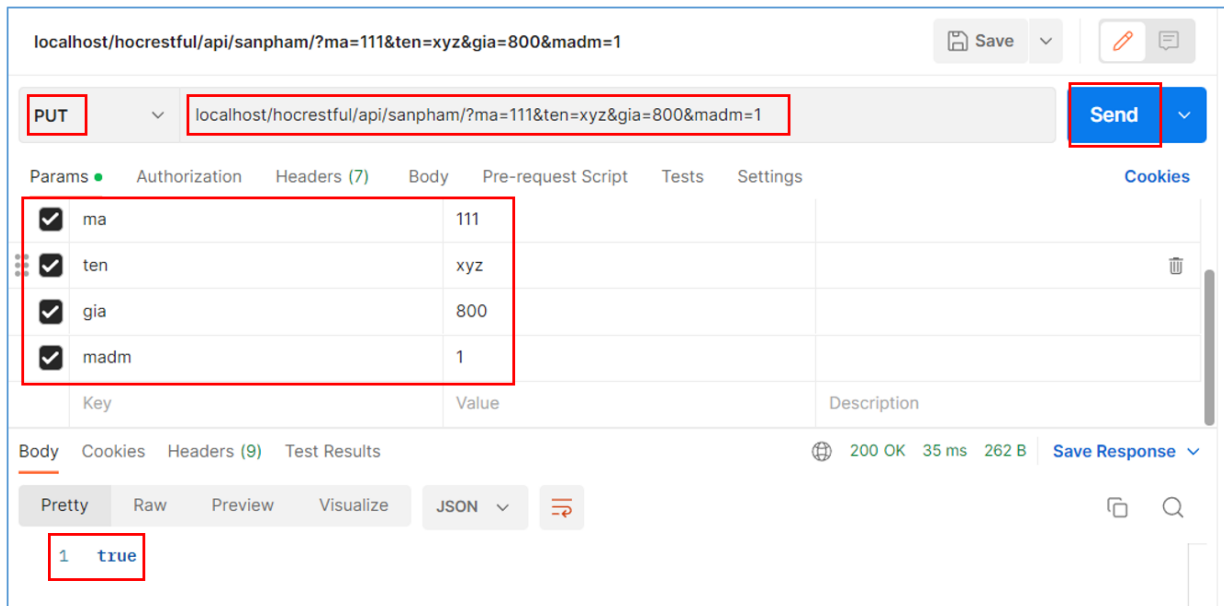 localhost/hocrestful/api/sanpham/?ma=111&ten=xyz&gia=800&madm=1 Save
PUT localhost/hocrestful/api/sanpham/?ma=111&ten=xyz&gia=800&madm=1 Send
Params Authorization Headers (7) Body Pre-request Script Tests Settings Cookies
ma 111
ten xyz
gia 800
madm 1
Key Value Description
Body Cookies Headers (9) Test Results 200 OK 35 ms 262 B Save Response
Pretty Raw Preview Visualize JSON
1 true